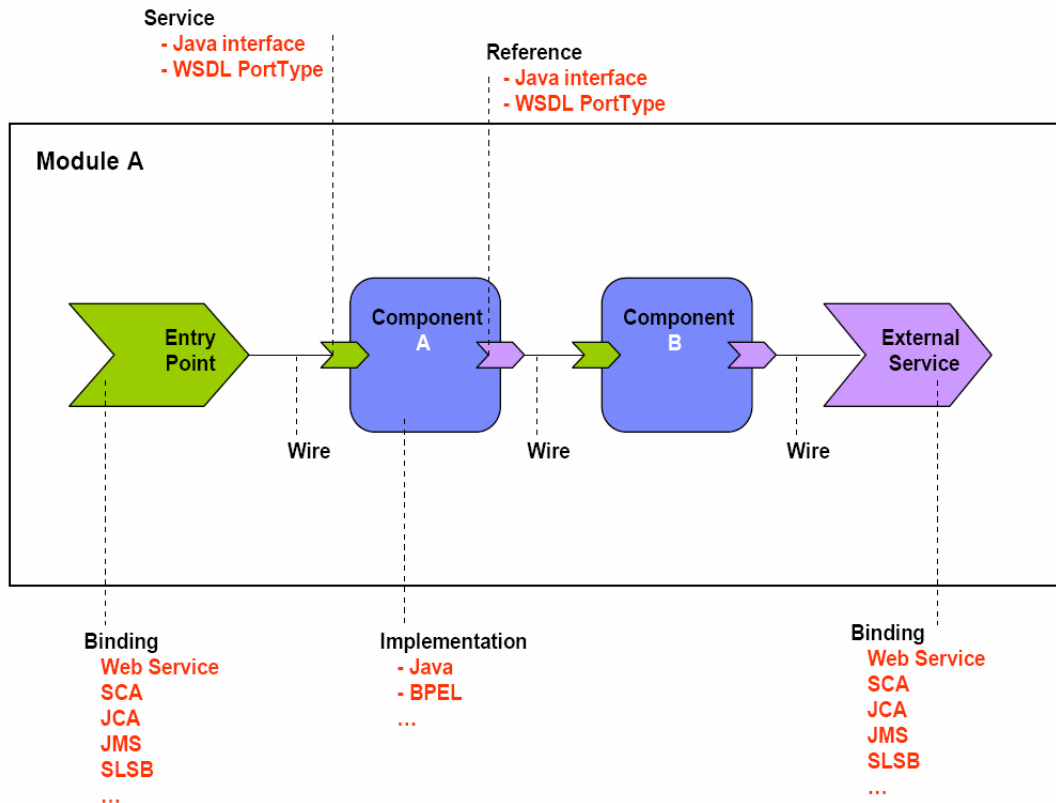 Service
- Java interface
- WSDL PortType
Reference
- Java interface
- WSDL PortType
Module A
Entry
Point
Component
A
Component
B
External
Service
Wire
Wire
Wire
Binding
Web Service
SCA
JCA
JMS
SLSB
...
Implementation
- Java
- BPEL
...
Binding
Web Service
SCA
JCA
JMS
SLSB
...